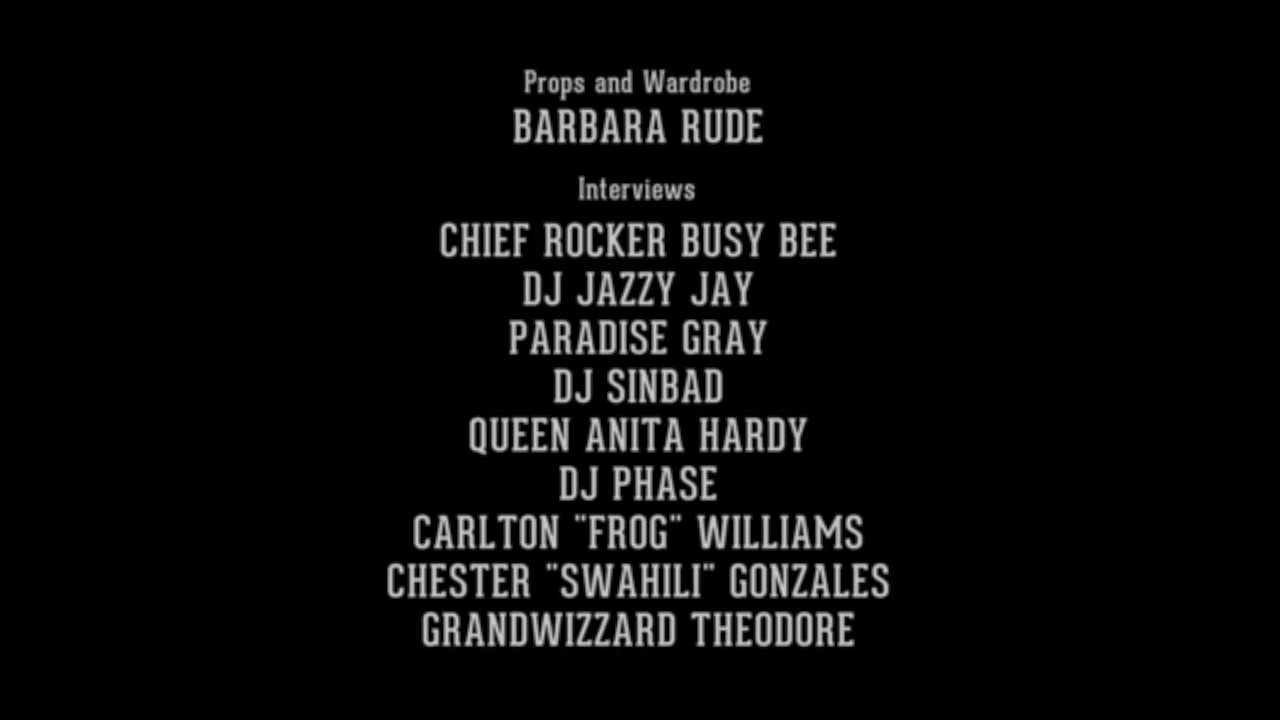 Props and Wardrobe
BARBARA RUDE
Interviews
CHIEF ROCKER BUSY BEE
DJ JAZZY JAY
PARADISE GRAY
DJ SINBAD
QUEEN ANITA HARDY
DJ PHASE
CARLTON "FROG" WILLIAMS
CHESTER "SWAHILI" GONZALES
GRANDWIZZARD THEODORE